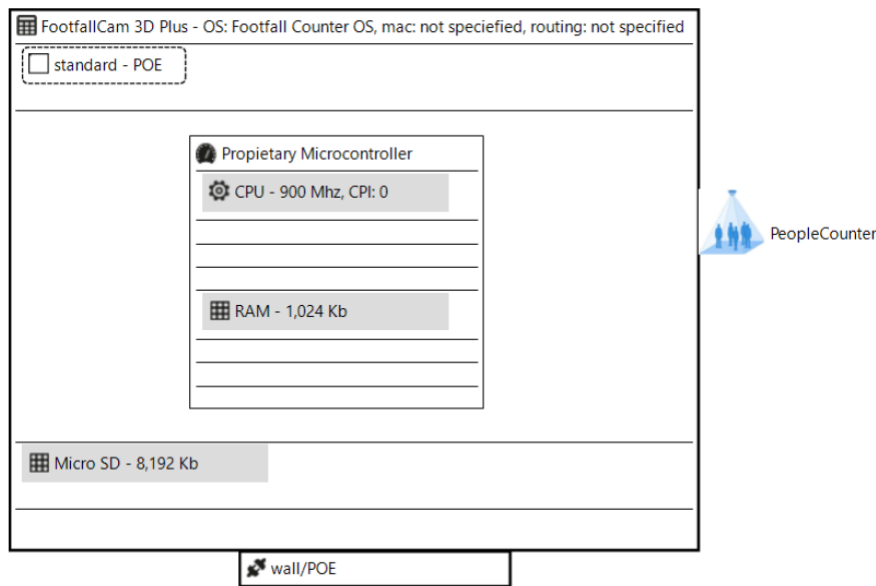 FootfallCam 3D Plus - OS: Footfall Counter OS, mac: not speciefied, routing: not specified
standard - POE
Propietary Microcontroller
CPU - 900 Mhz, CPI: 0
PeopleCounter
RAM - 1,024 Kb
Micro SD - 8,192 Kb
wall/POE